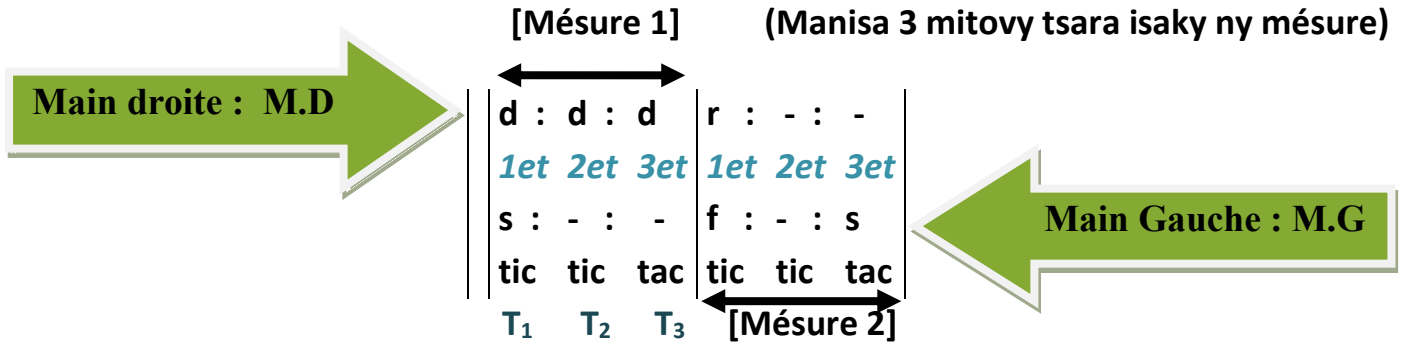 [Mésure 1] (Manisa 3 mitovy tsara isaky ny mésure)
Main droite : M.D
d : d : d | r : - : -
1et 2et 3et 1et 2et 3et
s : - : - | f : - : s
Main Gauche : M.G
tic tic tac | tic tic tac
T₁ T₂ T₃ [Mésure 2]